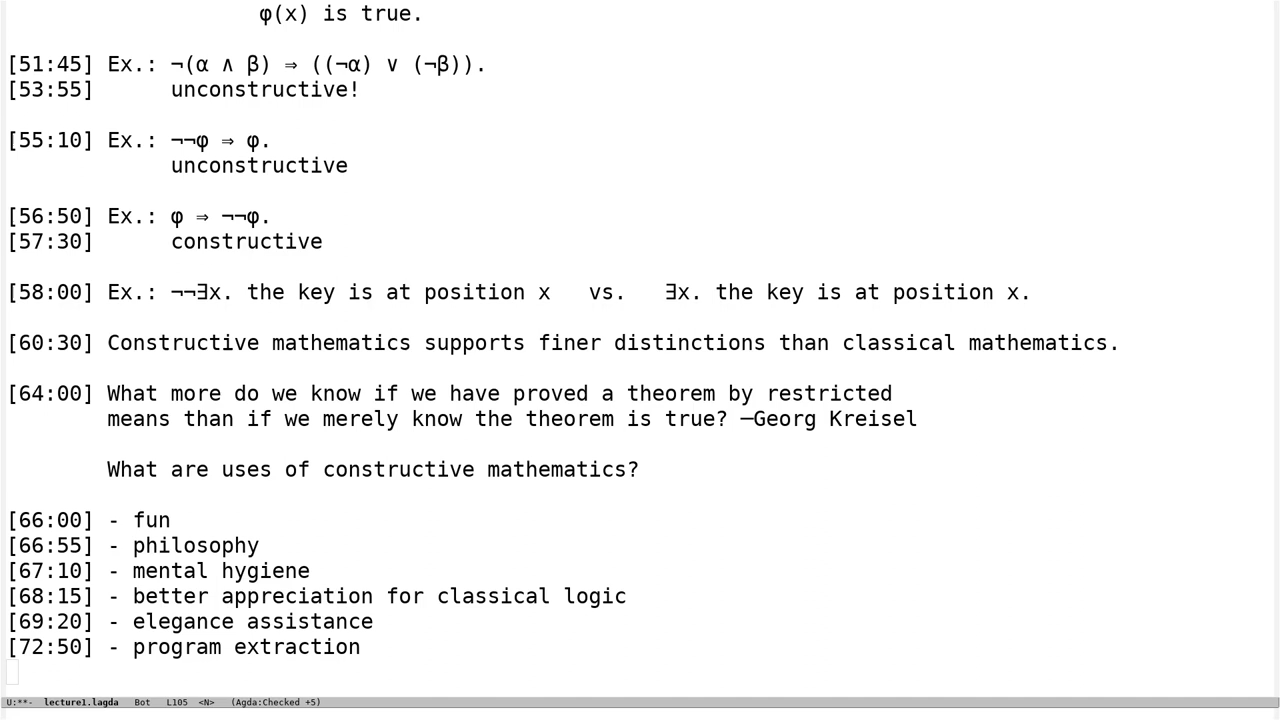 φ(x) is true.
[51:45] Ex.: ¬(α ∧ β) ⇒ ((¬α) ∨ (¬β)).
[53:55] unconstructive!
[55:10] Ex.: ¬¬φ ⇒ φ.
unconstructive
[56:50] Ex.: φ ⇒ ¬¬φ.
[57:30] constructive
[58:00] Ex.: ¬¬∃x. the key is at position x vs. ∃x. the key is at position x.
[60:30] Constructive mathematics supports finer distinctions than classical mathematics.
[64:00] What more do we know if we have proved a theorem by restricted
means than if we merely know the theorem is true? —Georg Kreisel
What are uses of constructive mathematics?
[66:00] - fun
[66:55] - philosophy
[67:10] - mental hygiene
[68:15] - better appreciation for classical logic
[69:20] - elegance assistance
[72:50] - program extraction
U:**- lecture1.lagda Bot L105 <N> (Agda:Checked +5)